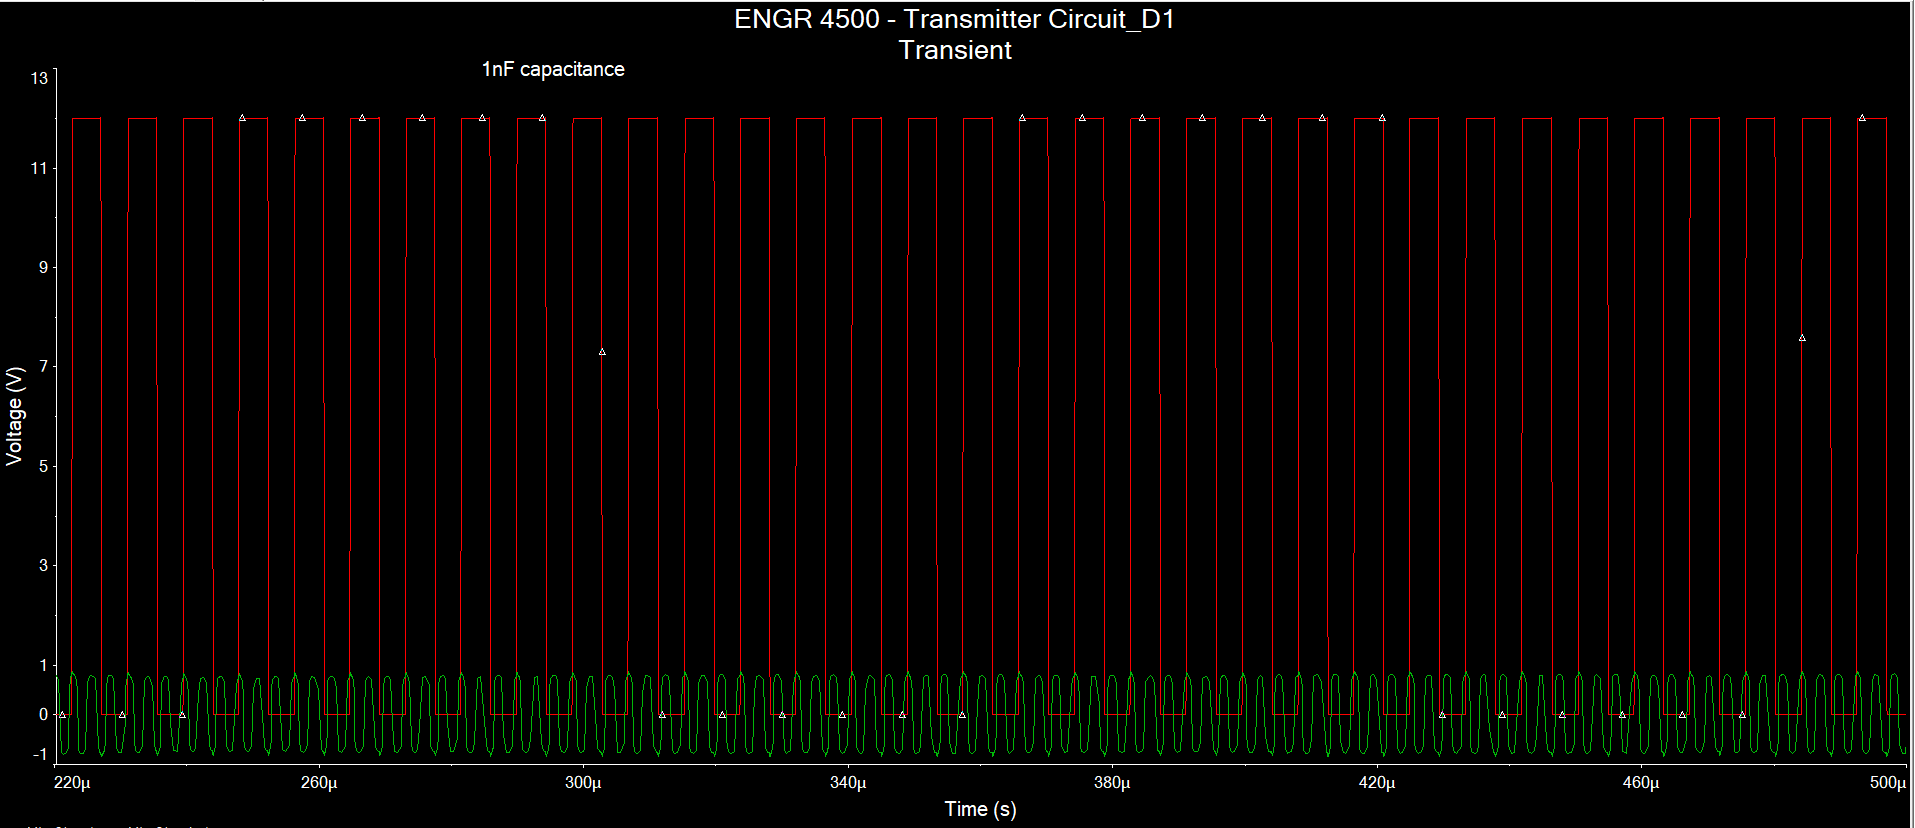 ENGR 4500 - Transmitter Circuit_D1
Transient
1nF capacitance
13
11
9
7
5
3
1
0
-1
Voltage (V)
220µ 260µ 300µ 340µ 380µ 420µ 460µ 500µ
Time (s)